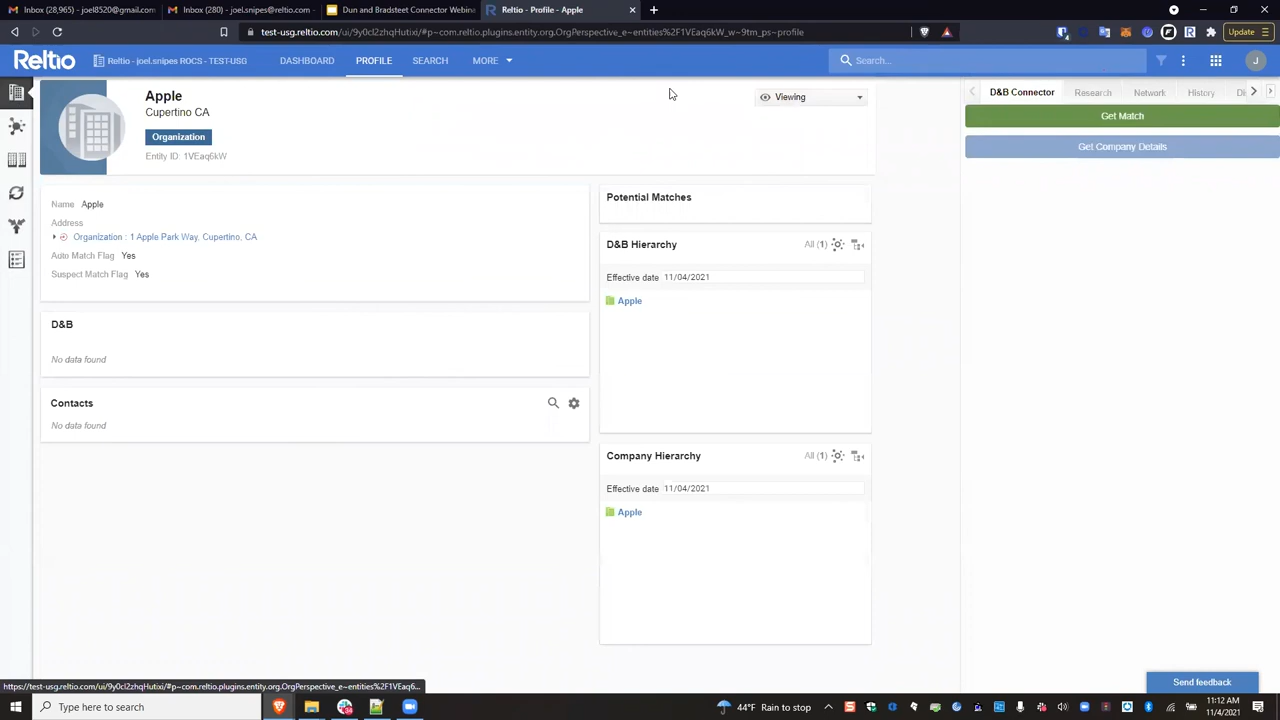 Inbox (28,965) - joel8520@gmail.com
Inbox (280) - joel.snipes@reltio.com
Dun and Bradsteet Connector Webina
Reltio - Profile - Apple
test-usg.reltio.com/ui/9y0cl2zhqHutixi/#p~com.reltio.plugins.entity.org.OrgPerspective_e~entities%2F1VEaq6kW_w~9tm_ps~profile
Update
Reltio
Reltio - joel.snipes ROCS - TEST-USG
DASHBOARD
PROFILE
SEARCH
MORE
Search...
J
Apple
Cupertino CA
Organization
Entity ID: 1VEaq6kW
Viewing
D&B Connector
Research
Network
History
Get Match
Get Company Details
Name Apple
Address
Organization : 1 Apple Park Way, Cupertino, CA
Auto Match Flag Yes
Suspect Match Flag Yes
D&B
No data found
Contacts
No data found
Potential Matches
D&B Hierarchy
All (1)
Effective date 11/04/2021
Apple
Company Hierarchy
All (1)
Effective date 11/04/2021
Apple
Send feedback
https://test-usg.reltio.com/ui/9y0cl2zhqHutixi/#p~com.reltio.plugins.entity.org.OrgPerspective_e~entities%2F1VEaq6...
Type here to search
44°F Rain to stop
11:12 AM
11/4/2021